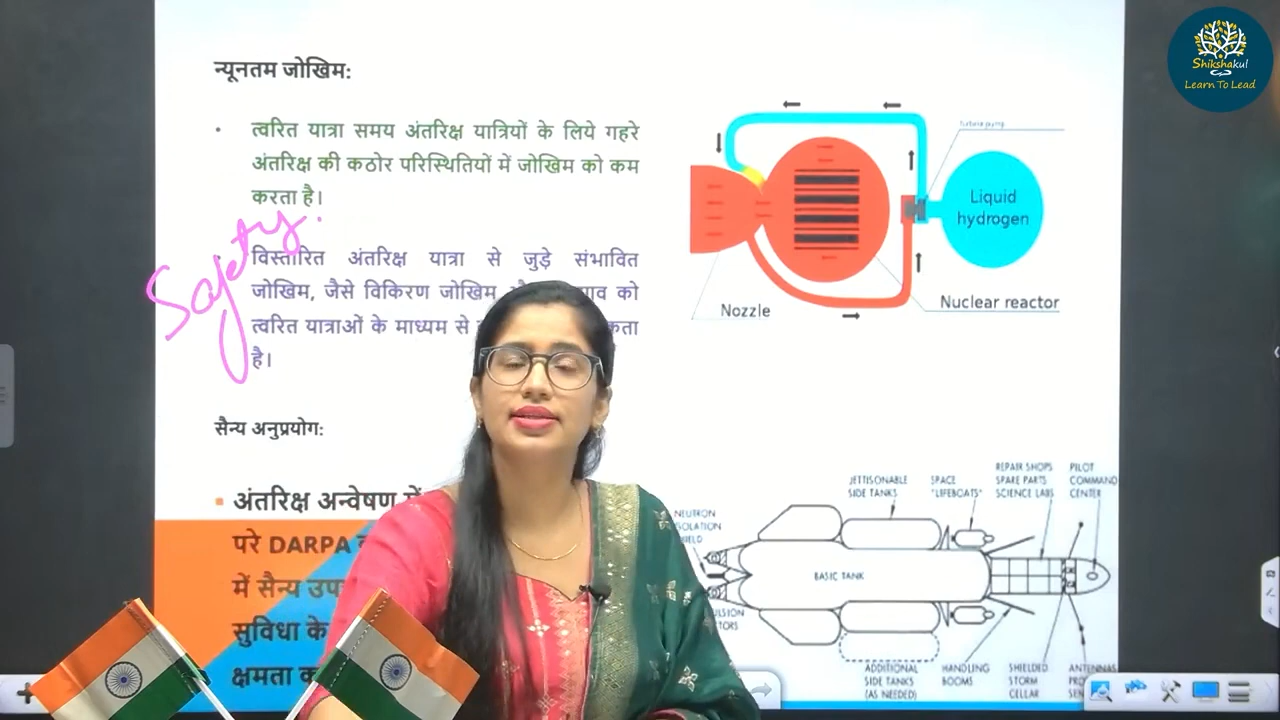 Shikshakul
Learn To Lead
न्यूनतम जोखिम:
• त्वरित यात्रा समय अंतरिक्ष यात्रियों के लिये गहरे
अंतरिक्ष की कठोर परिस्थितियों में जोखिम को कम
करता है।
Safety.
विस्तारित अंतरिक्ष यात्रा से जुड़े संभावित
जोखिम, जैसे विकिरण जोखिम को
त्वरित यात्राओं के माध्यम से
है।
सैन्य अनुप्रयोग:
अंतरिक्ष अन्वेषण में
परे DARPA
में सैन्य
सुविधा के
क्षमता
Turbine pump
Liquid
hydrogen
Nuclear reactor
Nozzle
JETTISONABLE
SIDE TANKS
SPACE
"LIFEBOATS"
REPAIR SHOPS
SPARE PARTS
SCIENCE LABS
PILOT
COMMAND
CENTER
NEUTRON
BASIC TANK
ADDITIONAL
SIDE TANKS
(AS NEEDED)
HANDLING
BOOMS
SHIELDED
STORM
CELLAR